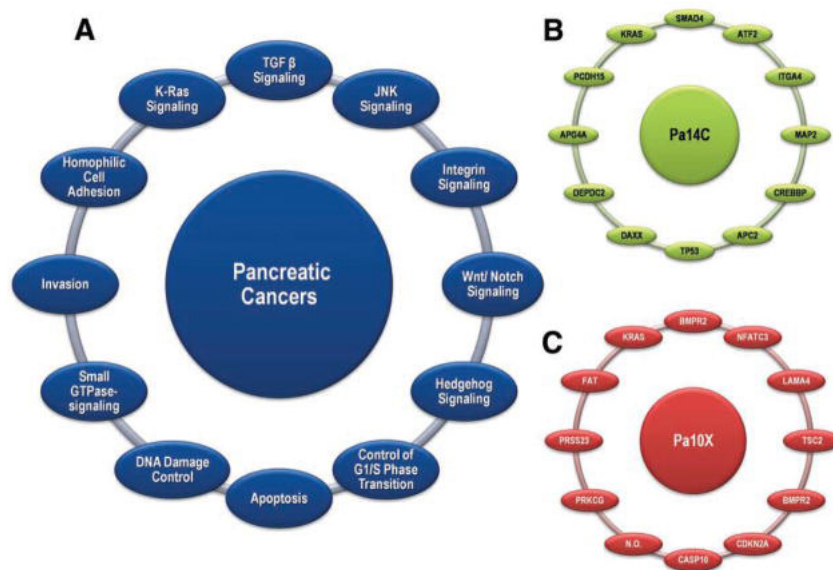 A
TGF β
Signaling
JNK
Signaling
Integrin
Signaling
Wnt/ Notch
Signaling
Hedgehog
Signaling
Control of
G1/S Phase
Transition
Apoptosis
DNA Damage
Control
Small
GTPase-
signaling
Invasion
Homophilic
Cell
Adhesion
K-Ras
Signaling
Pancreatic
Cancers
B
SMAD4
ATF2
ITGA4
MAP2
CREBBP
APC2
TP53
DAXX
DEPDC2
APG4A
PCDH15
KRAS
Pa14C
C
BMPR2
NFATC3
LAMA4
TSC2
BMPR2
CDKN2A
CASP10
N.O.
PRKCG
PRSS23
FAT
KRAS
Pa10X